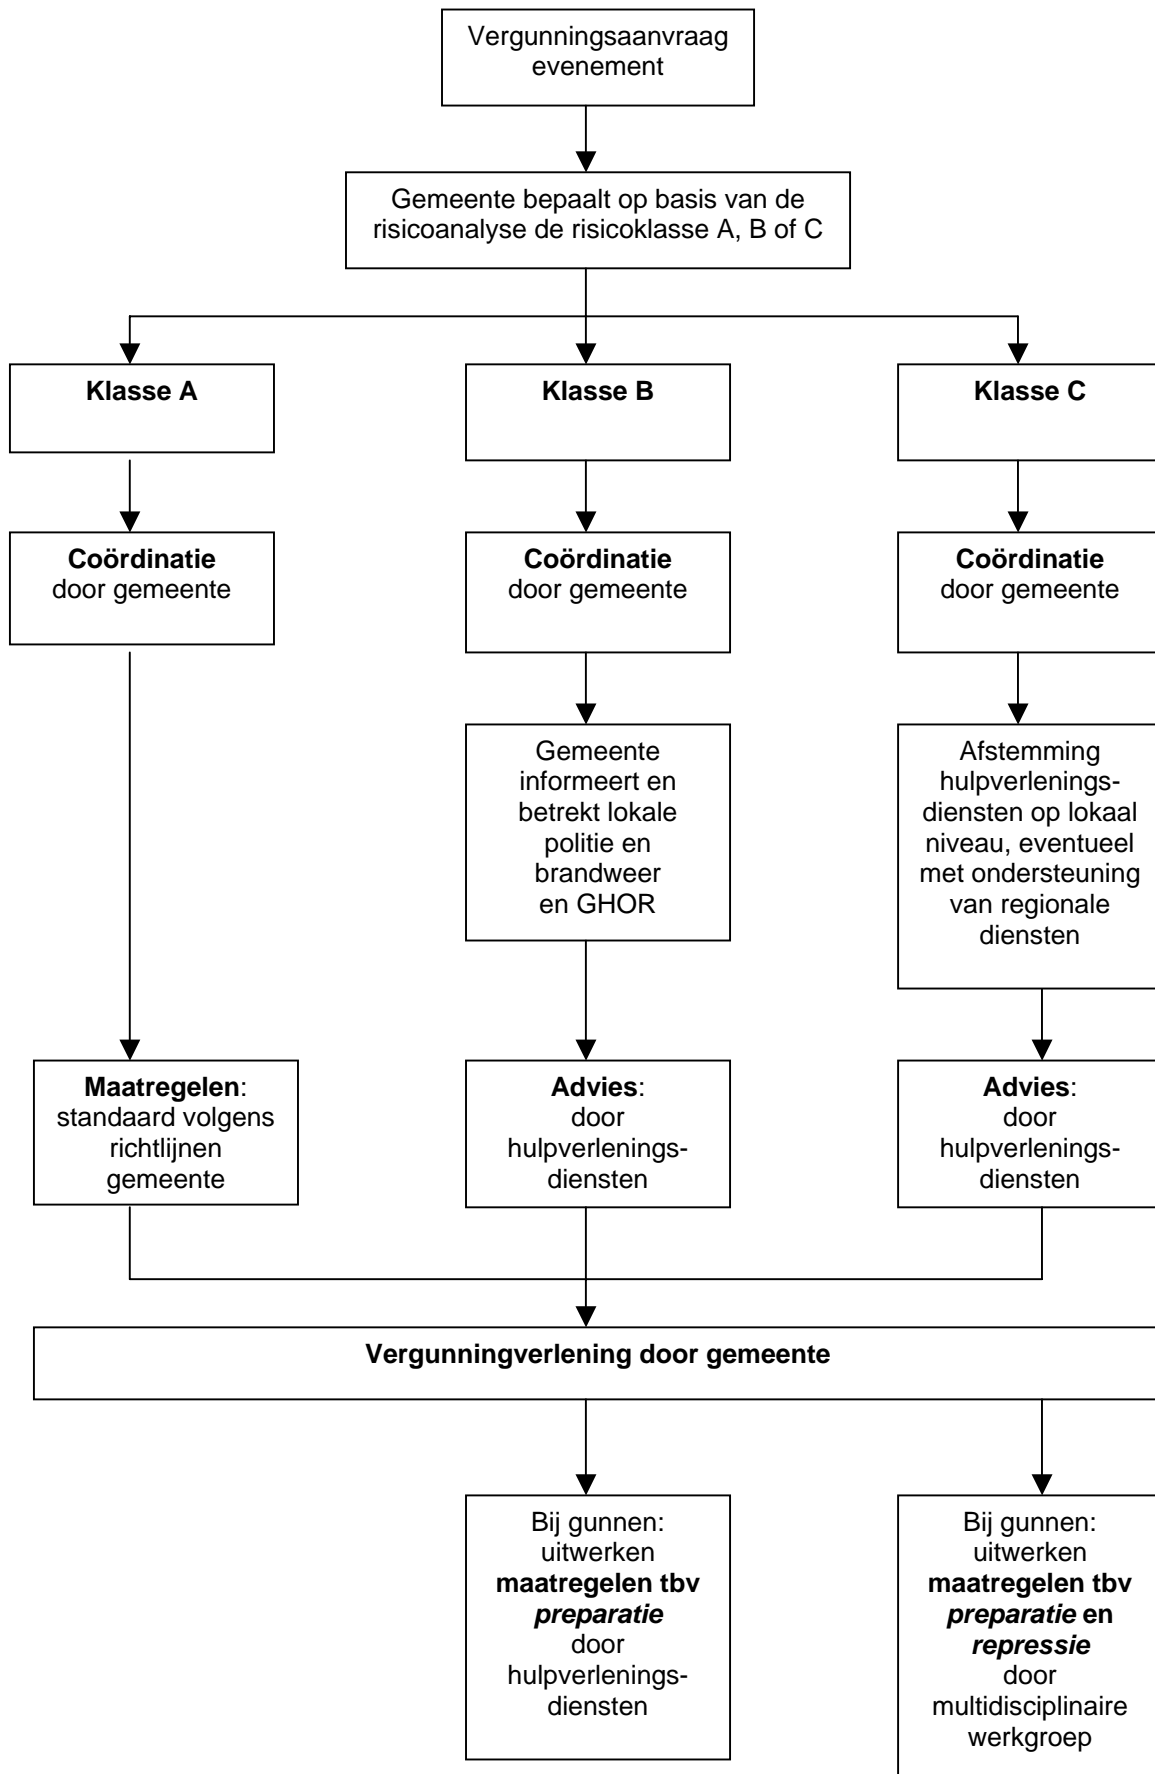 Vergunningsaanvraag
evenement
Gemeente bepaalt op basis van de
risicoanalyse de risicoklasse A, B of C
Klasse A
Klasse B
Klasse C
Coördinatie
door gemeente
Coördinatie
door gemeente
Coördinatie
door gemeente
Gemeente
informeert en
betrekt lokale
politie en
brandweer
en GHOR
Afstemming
hulpverlenings-
diensten op lokaal
niveau, eventueel
met ondersteuning
van regionale
diensten
Maatregelen:
standaard volgens
richtlijnen
gemeente
Advies:
door
hulpverlenings-
diensten
Advies:
door
hulpverlenings-
diensten
Vergunningverlening door gemeente
Bij gunnen:
uitwerken
maatregelen tbv
preparatie
door
hulpverlenings-
diensten
Bij gunnen:
uitwerken
maatregelen tbv
preparatie en
repressie
door
multidisciplinaire
werkgroep